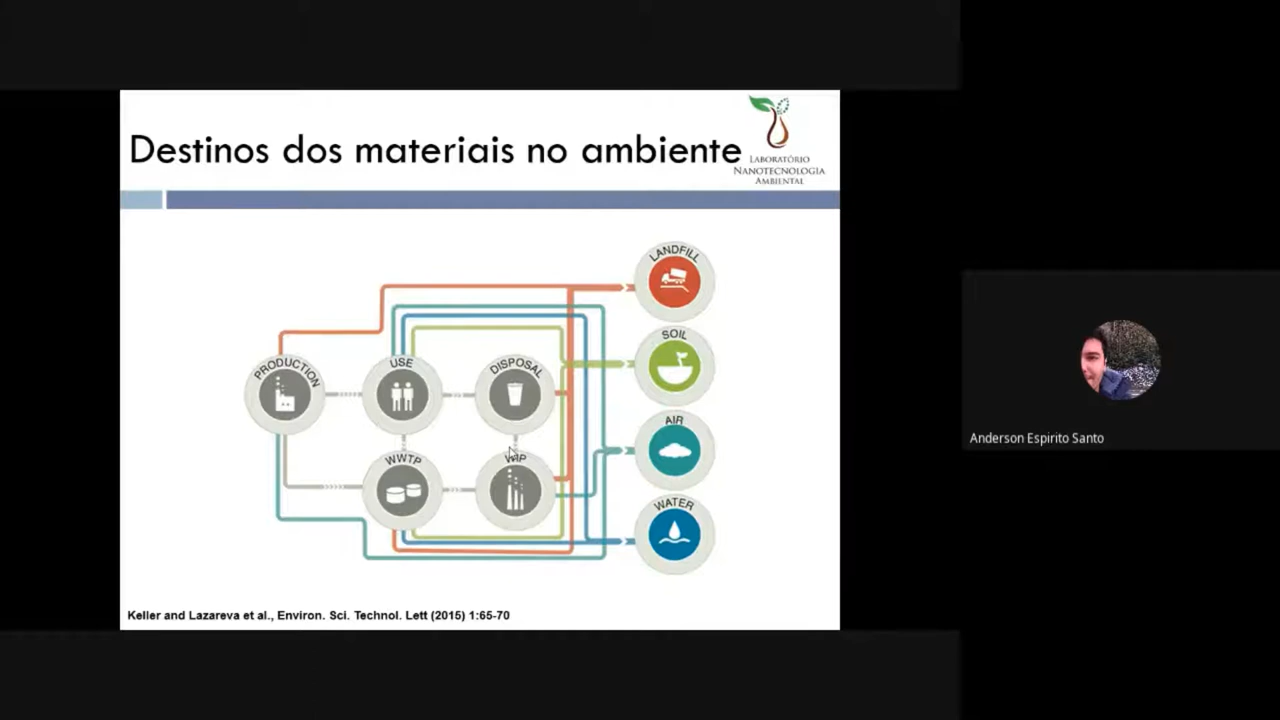 Destinos dos materiais no ambiente
LABORATÓRIO
NANOTECNOLOGIA
AMBIENTAL
LANDFILL
SOIL
PRODUCTION
USE
DISPOSAL
AIR
WWTP
WIP
WATER
Keller and Lazareva et al., Environ. Sci. Technol. Lett (2015) 1:65-70
Anderson Espirito Santo